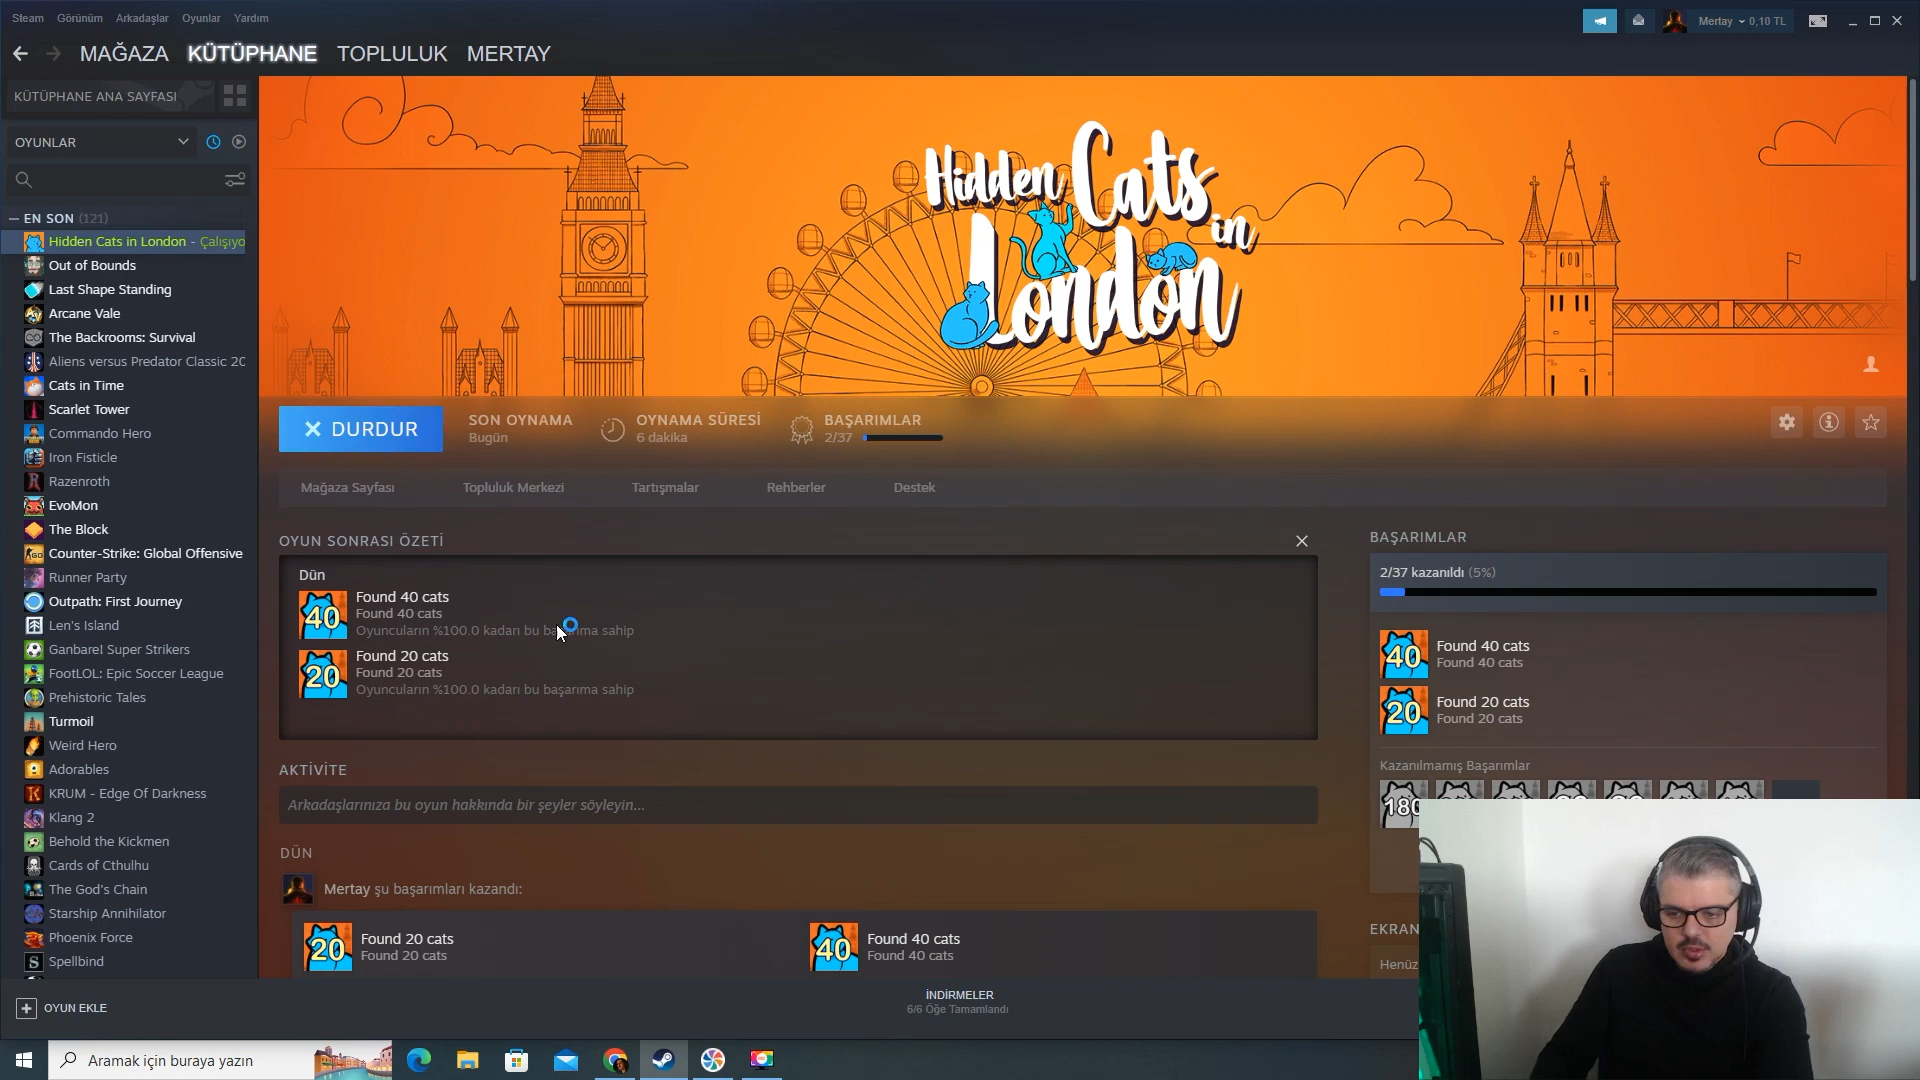 Steam Görünüm Arkadaşlar Oyunlar Yardım
Mertay 0,10 TL
MAĞAZA KÜTÜPHANE TOPLULUK MERTAY
KÜTÜPHANE ANA SAYFASI
OYUNLAR
EN SON (121)
Hidden Cats in London - Çalışıyo
Out of Bounds
Last Shape Standing
Arcane Vale
The Backrooms: Survival
Aliens versus Predator Classic 20
Cats in Time
Scarlet Tower
Commando Hero
Iron Fisticle
Razenroth
EvoMon
The Block
Counter-Strike: Global Offensive
Runner Party
Outpath: First Journey
Len's Island
Ganbare! Super Strikers
FootLOL: Epic Soccer League
Prehistoric Tales
Turmoil
Weird Hero
Adorables
KRUM - Edge Of Darkness
Klang 2
Behold the Kickmen
Cards of Cthulhu
The God's Chain
Starship Annihilator
Phoenix Force
Spellbind
OYUN EKLE
Hidden Cats in
London
DURDUR
SON OYNAMA
Bugün
OYNAMA SÜRESİ
6 dakika
BAŞARIMLAR
2/37
Mağaza Sayfası Topluluk Merkezi Tartışmalar Rehberler Destek
OYUN SONRASI ÖZETİ
Dün
40
Found 40 cats
Found 40 cats
Oyuncuların %100.0 kadarı bu başarıma sahip
20
Found 20 cats
Found 20 cats
Oyuncuların %100.0 kadarı bu başarıma sahip
AKTİVİTE
Arkadaşlarınıza bu oyun hakkında bir şeyler söyleyin...
DÜN
Mertay şu başarımları kazandı:
20
Found 20 cats
Found 20 cats
40
Found 40 cats
Found 40 cats
BAŞARIMLAR
2/37 kazanıldı (5%)
40
Found 40 cats
Found 40 cats
20
Found 20 cats
Found 20 cats
Kazanılmamış Başarımlar
180
EKRAN
Henüz
İNDİRMELER
6/6 Öğe Tamamlandı
Aramak için buraya yazın